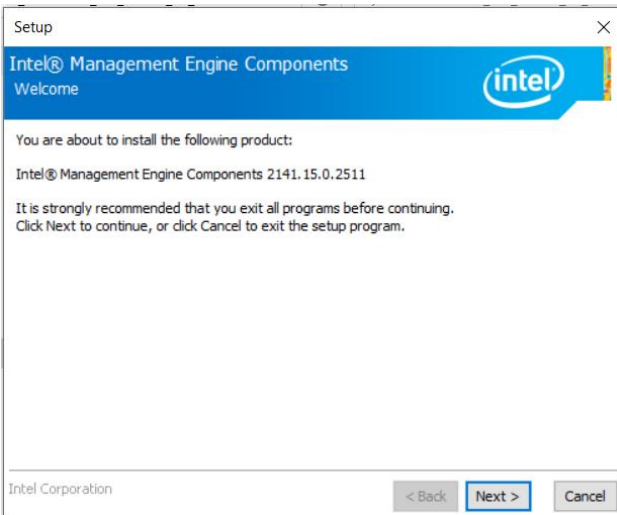 Setup
Intel® Management Engine Components
Welcome
intel
You are about to install the following product:
Intel® Management Engine Components 2141.15.0.2511
It is strongly recommended that you exit all programs before continuing.
Click Next to continue, or click Cancel to exit the setup program.
Intel Corporation
< Back
Next >
Cancel